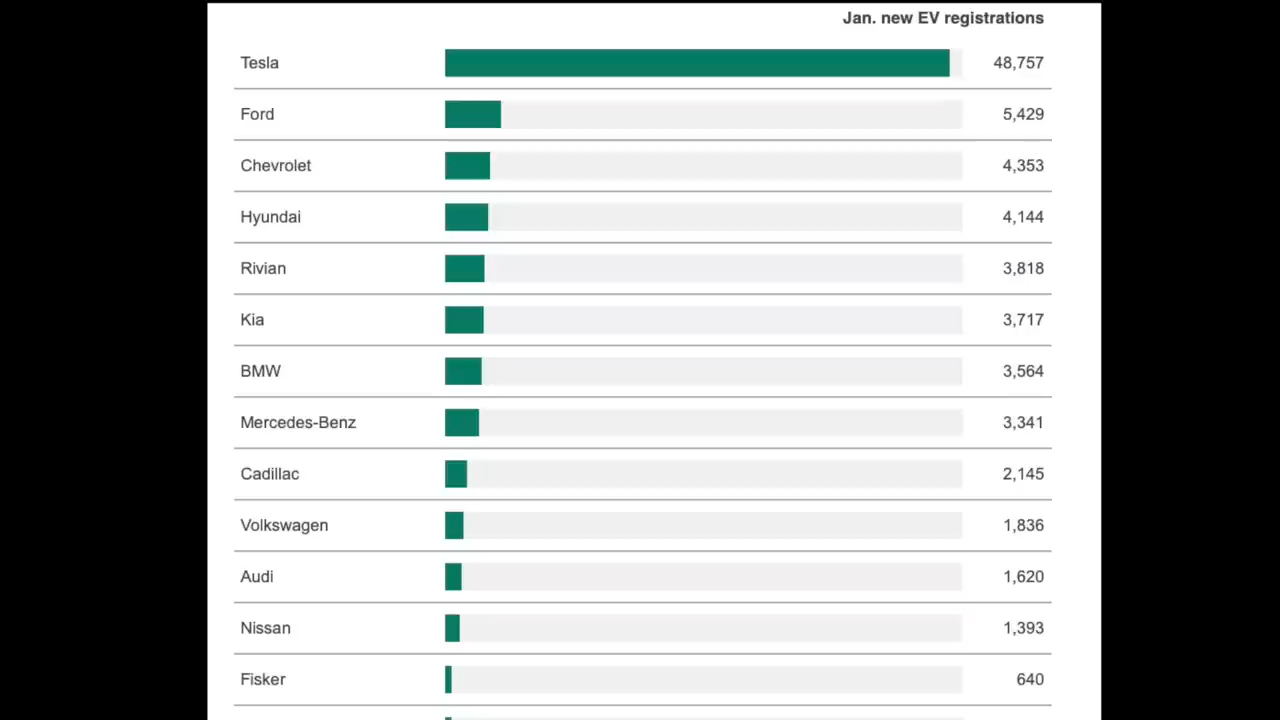 Jan. new EV registrations
Tesla 48,757
Ford 5,429
Chevrolet 4,353
Hyundai 4,144
Rivian 3,818
Kia 3,717
BMW 3,564
Mercedes-Benz 3,341
Cadillac 2,145
Volkswagen 1,836
Audi 1,620
Nissan 1,393
Fisker 640